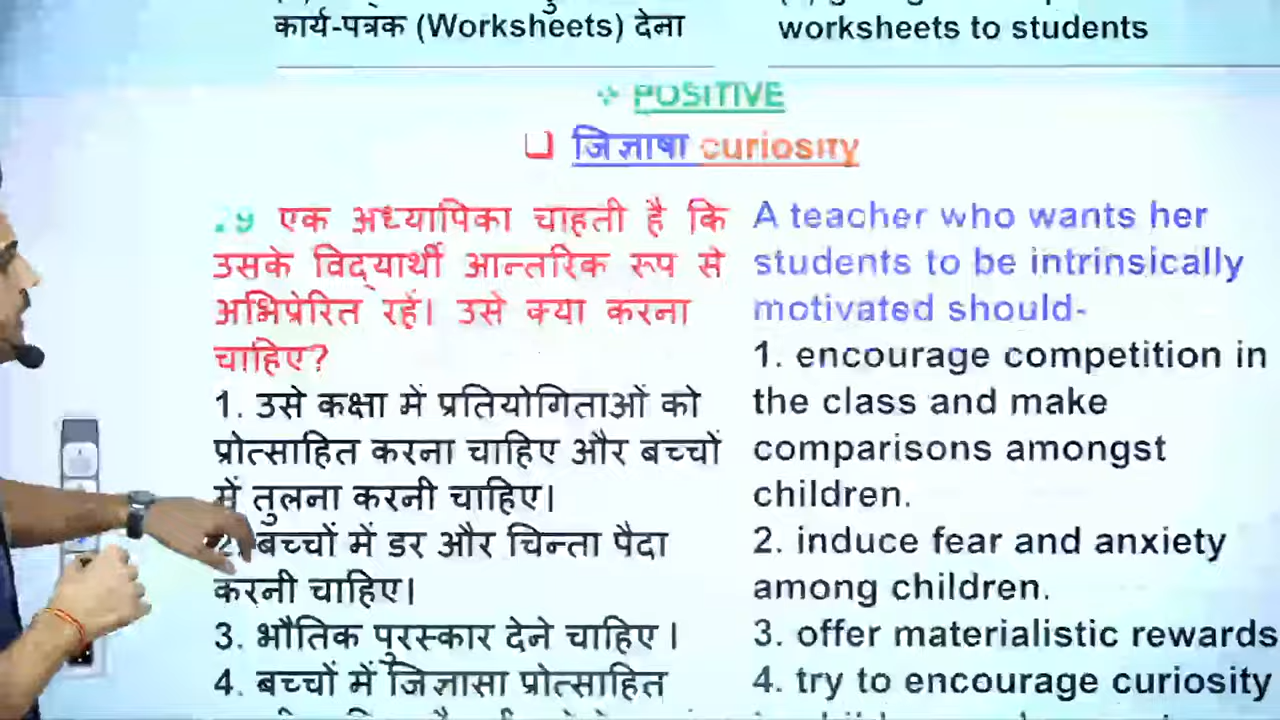 कार्य-पत्रक (Worksheets) देना
worksheets to students
POSITIVE
जिज्ञाषा curiosity
29 एक अध्यापिका चाहती है कि
उसके विद्यार्थी आन्तरिक रूप से
अभिप्रेरित रहें। उसे क्या करना
चाहिए?
1. उसे कक्षा में प्रतियोगिताओं को
प्रोत्साहित करना चाहिए और बच्चों
में तुलना करनी चाहिए।
2. बच्चों में डर और चिन्ता पैदा
करनी चाहिए।
3. भौतिक पुरस्कार देने चाहिए।
4. बच्चों में जिज्ञासा प्रोत्साहित
A teacher who wants her
students to be intrinsically
motivated should-
1. encourage competition in
the class and make
comparisons amongst
children.
2. induce fear and anxiety
among children.
3. offer materialistic rewards
4. try to encourage curiosity